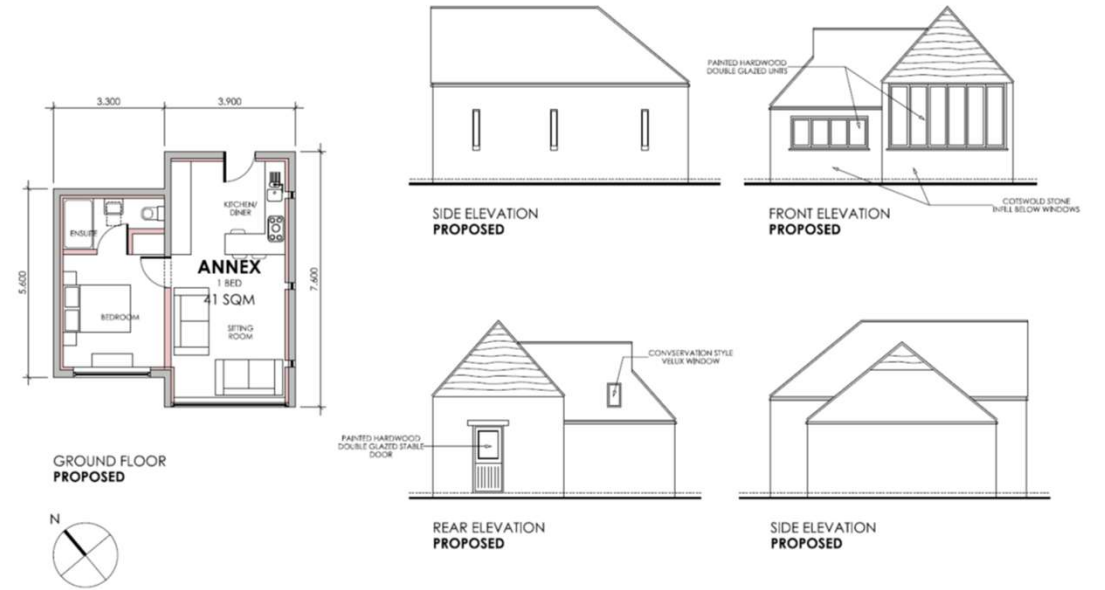 3.300
3.900
5.600
7.600
KITCHEN/
DINER
ENSUITE
ANNEX
1 BED
41 SQM
BEDROOM
SITTING
ROOM
GROUND FLOOR
PROPOSED
N
SIDE ELEVATION
PROPOSED
PAINTED HARDWOOD
DOUBLE GLAZED UNITS
COTSWOLD STONE
INFILL BELOW WINDOWS
FRONT ELEVATION
PROPOSED
CONVSERVATION STYLE
VELUX WINDOW
PAINTED HARDWOOD
DOUBLE GLAZED STABLE
DOOR
REAR ELEVATION
PROPOSED
SIDE ELEVATION
PROPOSED